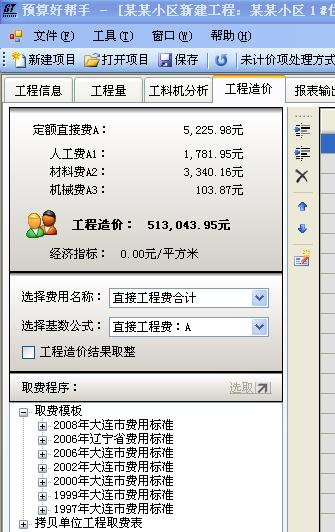 GT 预算好帮手 - [某某小区新建工程: 某某小区1#住
文件(F) 工具(T) 窗口(W) 帮助(H)
新建项目 打开项目 保存 未计价项处理方式
工程信息 工程量 工料机分析 工程造价 报表输出
定额直接费A: 5,225.98元
人工费A1: 1,781.95元
材料费A2: 3,340.16元
机械费A3: 103.87元
工程造价: 513,043.95元
经济指标: 0.00元/平方米
选择费用名称: 直接工程费合计
选择基数公式: 直接工程费:A
工程造价结果取整
取费程序: 选取
取费模板
2008年大连市费用标准
2006年辽宁省费用标准
2006年大连市费用标准
2002年大连市费用标准
2000年大连市费用标准
1999年大连市费用标准
1997年大连市费用标准
拷贝单位工程取费表